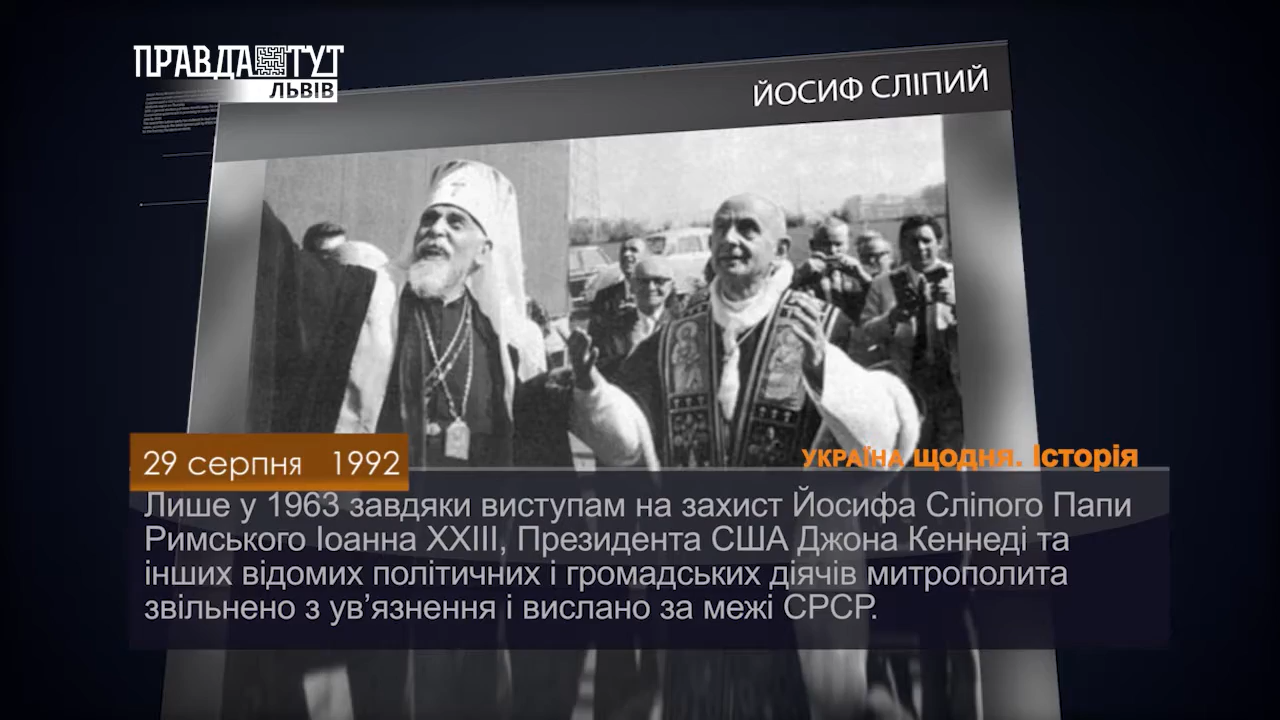 ПРАВДА ТУТ
ЛЬВІВ
ЙОСИФ СЛІПИЙ
29 серпня 1992
УКРАЇНА щодня. Історія
Лише у 1963 завдяки виступам на захист Йосифа Сліпого Папи
Римського Іоанна XXIII, Президента США Джона Кеннеді та
інших відомих політичних і громадських діячів митрополита
звільнено з ув’язнення і вислано за межі СРСР.